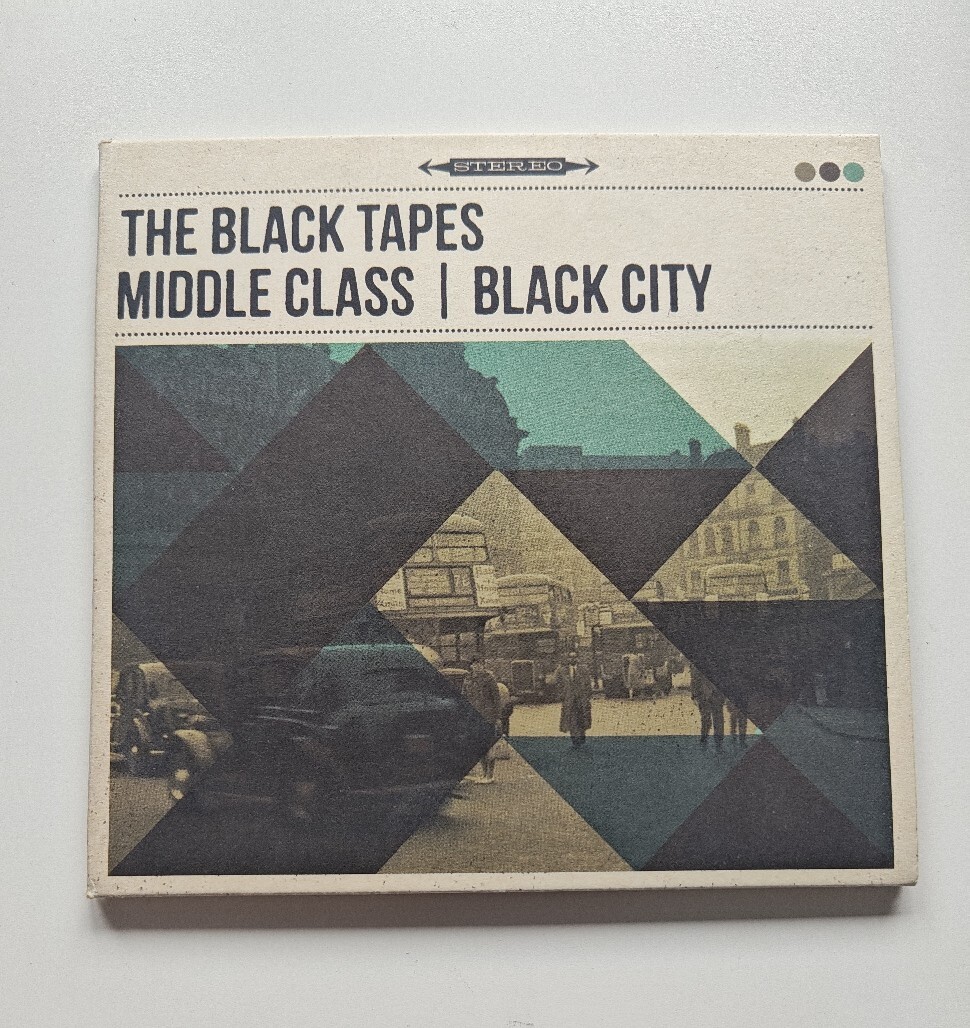 STEREO
THE BLACK TAPES
MIDDLE CLASS | BLACK CITY